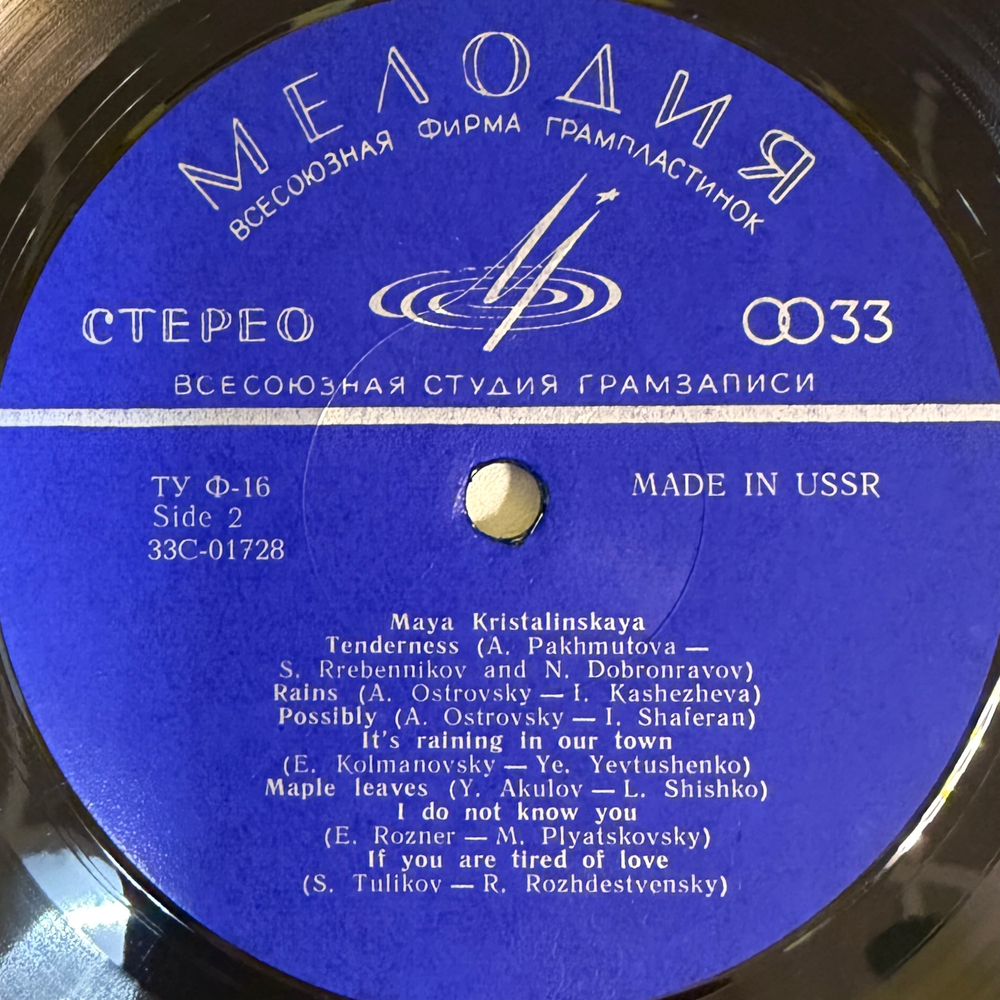 МЕЛОДИЯ
ВСЕСОЮЗНАЯ ФИРМА ГРАМПЛАСТИНОК
СТЕРЕО
33
ВСЕСОЮЗНАЯ СТУДИЯ ГРАМЗАПИСИ
ТУ Ф-16
MADE IN USSR
Side 2
33С-01728
Maya Kristalinskaya
Tenderness (A. Pakhmutova —
S. Rrebennikov and N. Dobronravov)
Rains (A. Ostrovsky — I. Kashezheva)
Possibly (A. Ostrovsky — I. Shaferan)
It's raining in our town
(E. Kolmanovsky — Ye. Yevtushenko)
Maple leaves (Y. Akulov — L. Shishko)
I do not know you
(E. Rozner — M. Plyatskovsky)
If you are tired of love
(S. Tulikov — R. Rozhdestvensky)